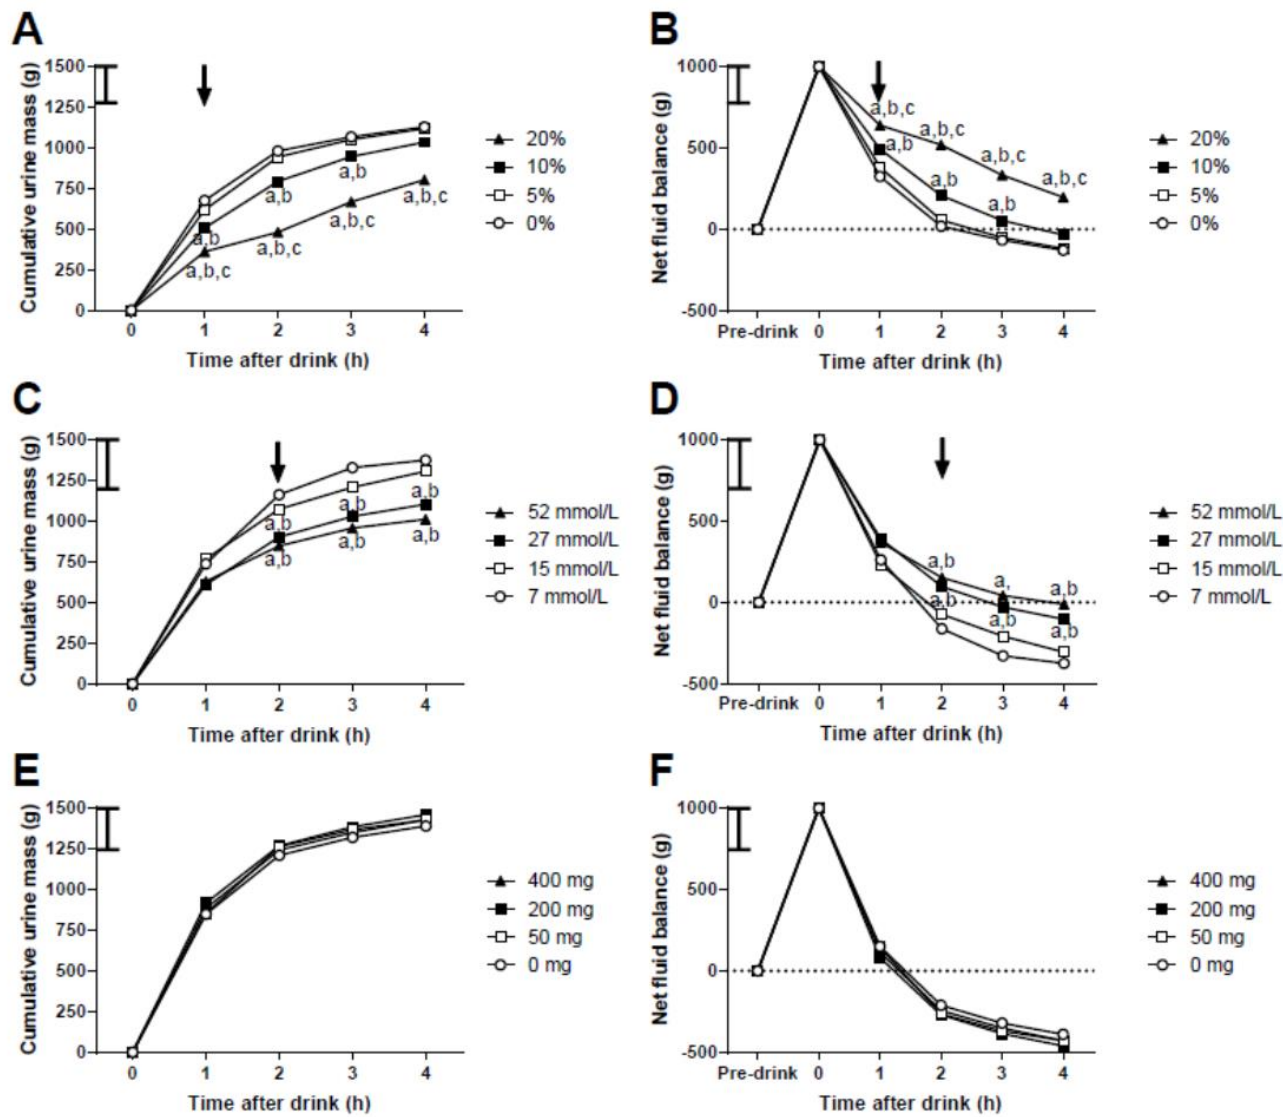 A
Cumulative urine mass (g)
1500
1250
1000
750
500
250
0
a,b
a,b,c
a,b
a,b,c
a,b
a,b,c
a,b,c
0 1 2 3 4
Time after drink (h)
20%
10%
5%
0%
B
Net fluid balance (g)
1000
500
0
-500
a,b,c
a,b
a,b,c
a,b
a,b,c
a,b
a,b,c
Pre-drink 0 1 2 3 4
Time after drink (h)
20%
10%
5%
0%
C
Cumulative urine mass (g)
1500
1250
1000
750
500
250
0
a,b
a,b
a,b
a,b
a,b
a,b
0 1 2 3 4
Time after drink (h)
52 mmol/L
27 mmol/L
15 mmol/L
7 mmol/L
D
Net fluid balance (g)
1000
500
0
-500
a,b
a,b
a,
a,b
a,b
a,b
Pre-drink 0 1 2 3 4
Time after drink (h)
52 mmol/L
27 mmol/L
15 mmol/L
7 mmol/L
E
Cumulative urine mass (g)
1500
1250
1000
750
500
250
0
0 1 2 3 4
Time after drink (h)
400 mg
200 mg
50 mg
0 mg
F
Net fluid balance (g)
1000
500
0
-500
Pre-drink 0 1 2 3 4
Time after drink (h)
400 mg
200 mg
50 mg
0 mg